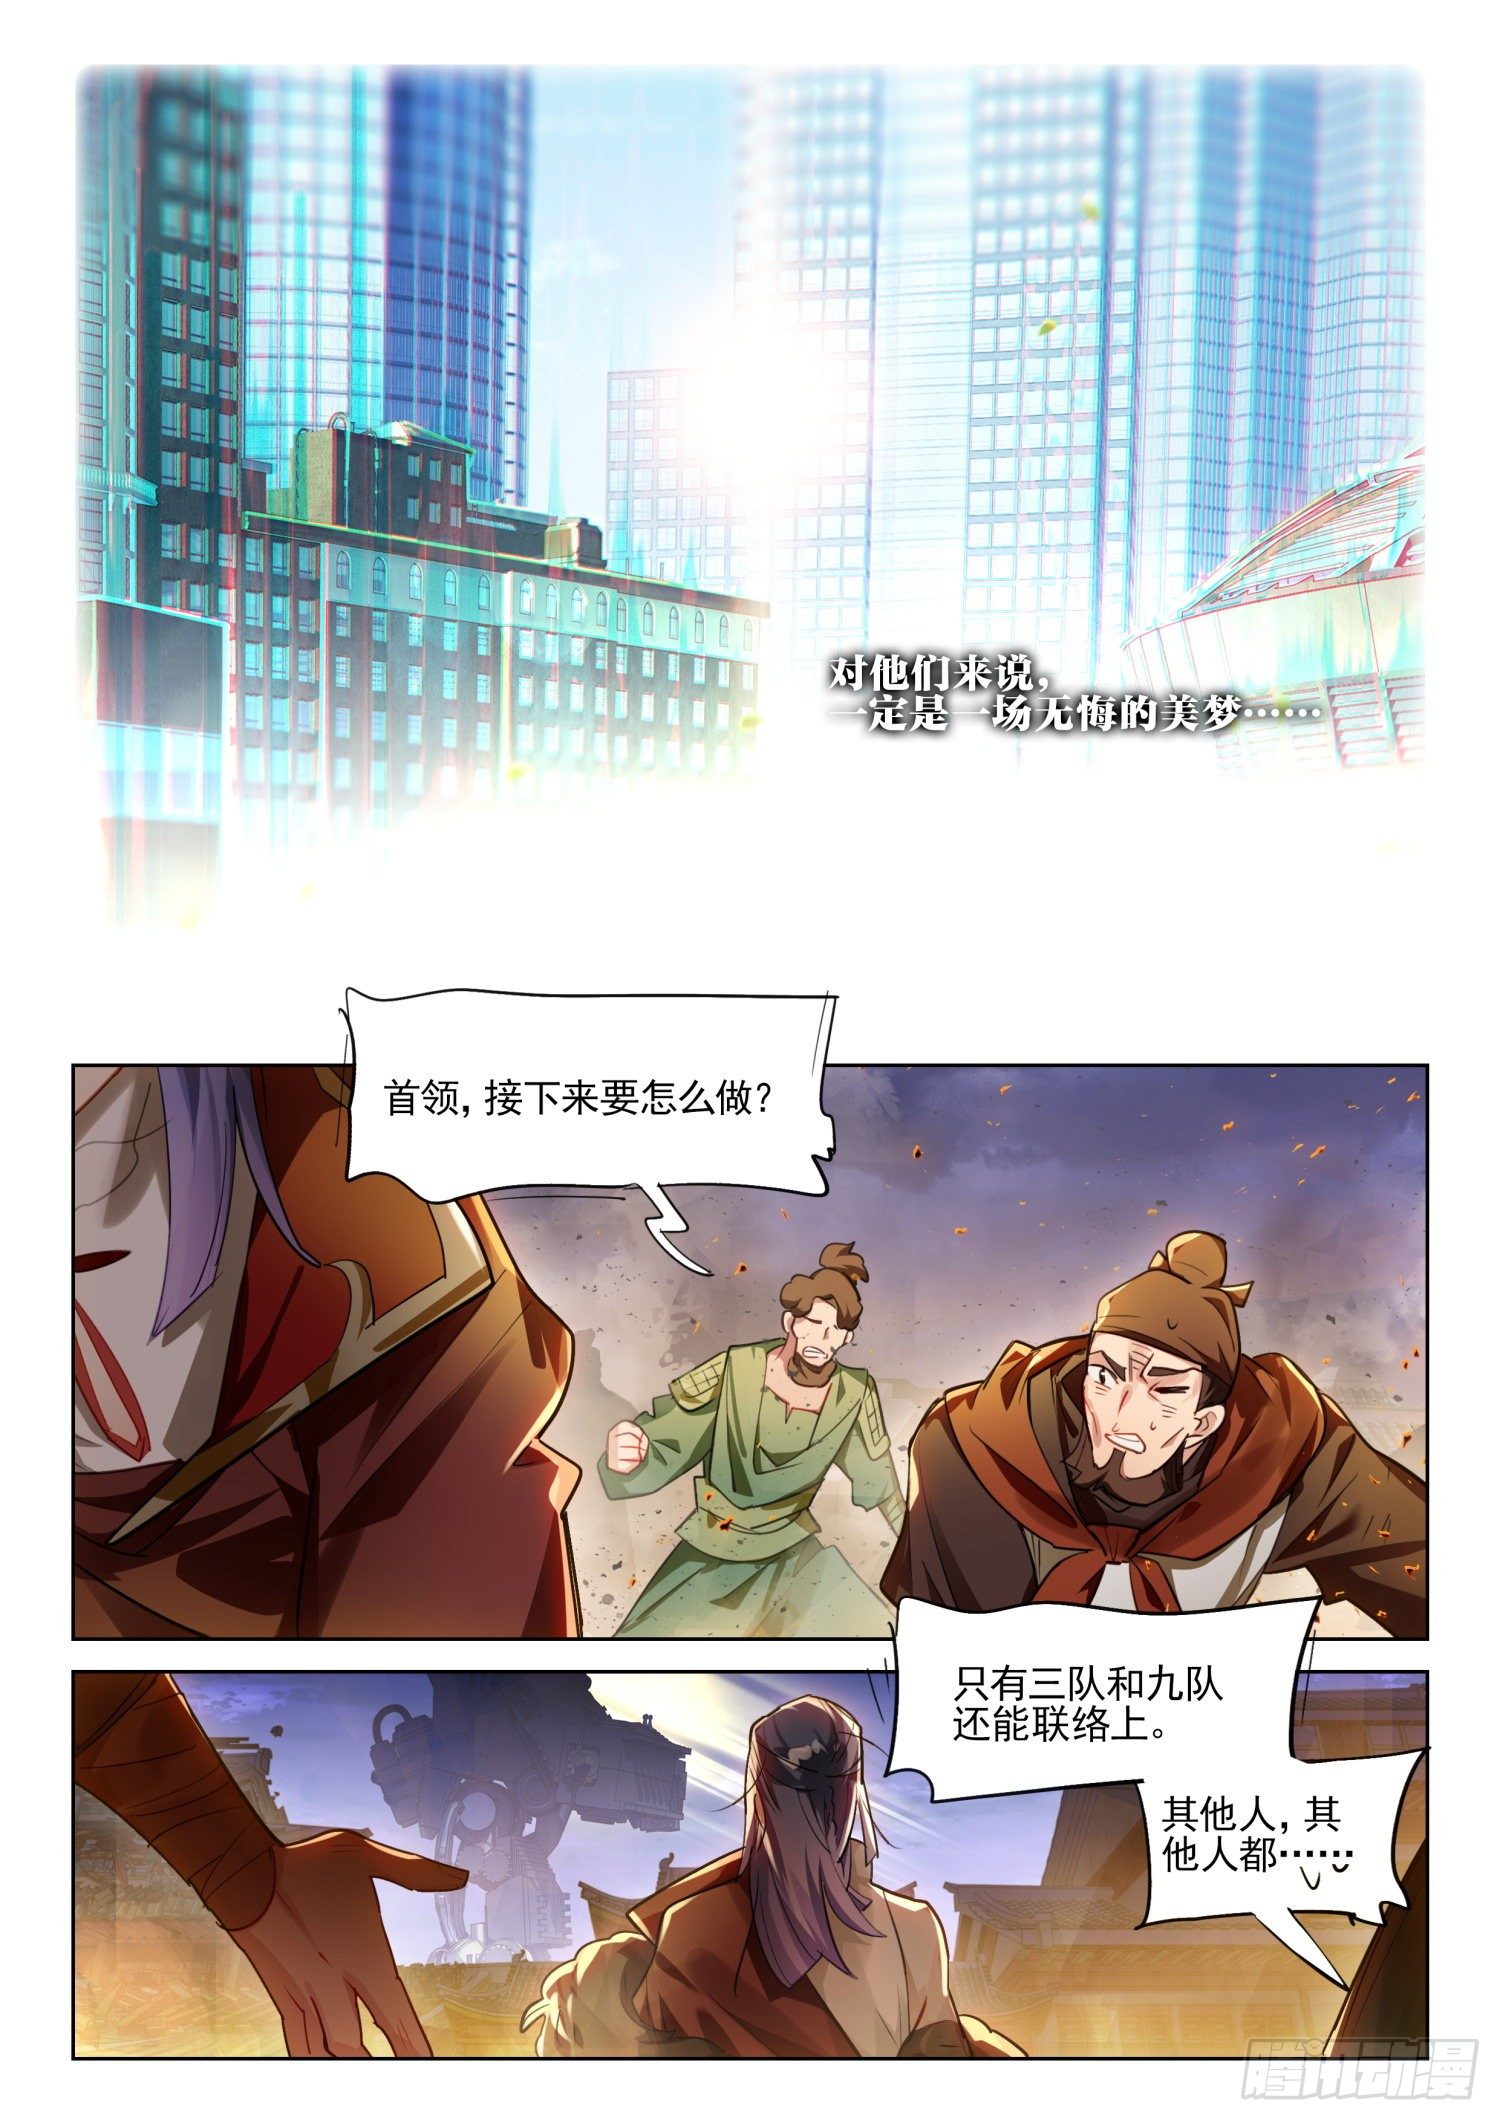 对他们来说，
一定是一场无悔的美梦……
首领，接下来要怎么做？
只有三队和九队
还能联络上。
其他人，其
他人都……
腾讯动漫